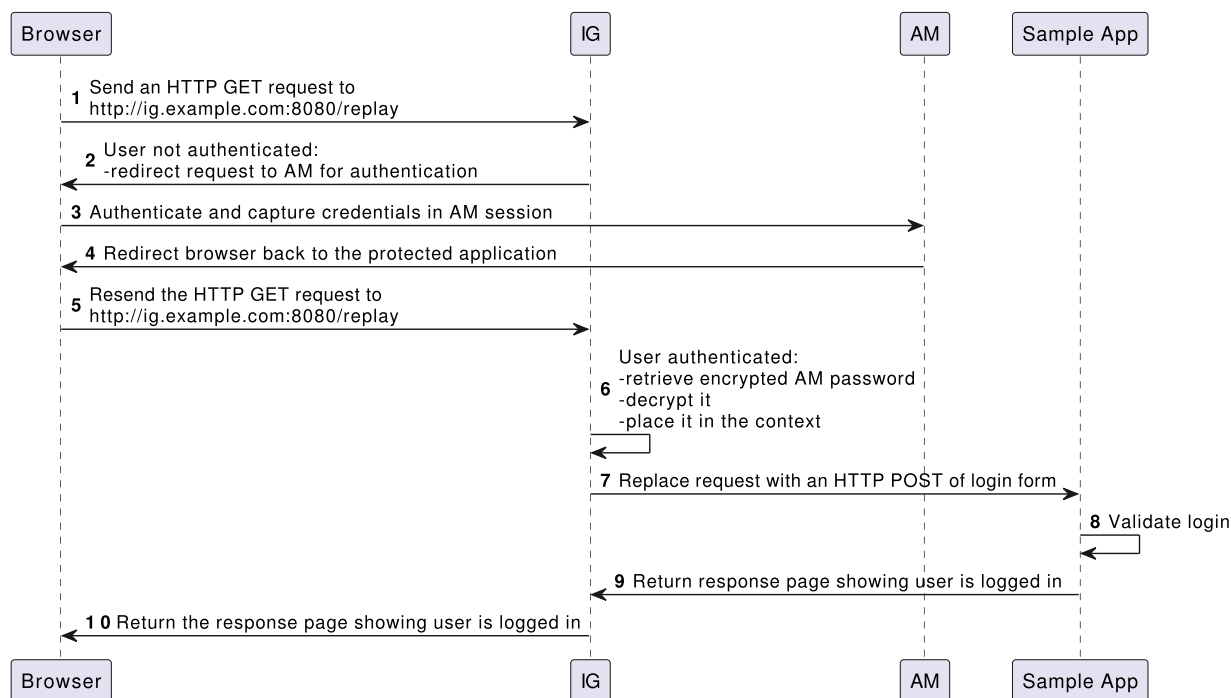 Browser IG AM Sample App
1 Send an HTTP GET request to
http://ig.example.com:8080/replay
2 User not authenticated:
-redirect request to AM for authentication
3 Authenticate and capture credentials in AM session
4 Redirect browser back to the protected application
5 Resend the HTTP GET request to
http://ig.example.com:8080/replay
6 User authenticated:
-retrieve encrypted AM password
-decrypt it
-place it in the context
7 Replace request with an HTTP POST of login form
8 Validate login
9 Return response page showing user is logged in
10 Return the response page showing user is logged in
Browser IG AM Sample App